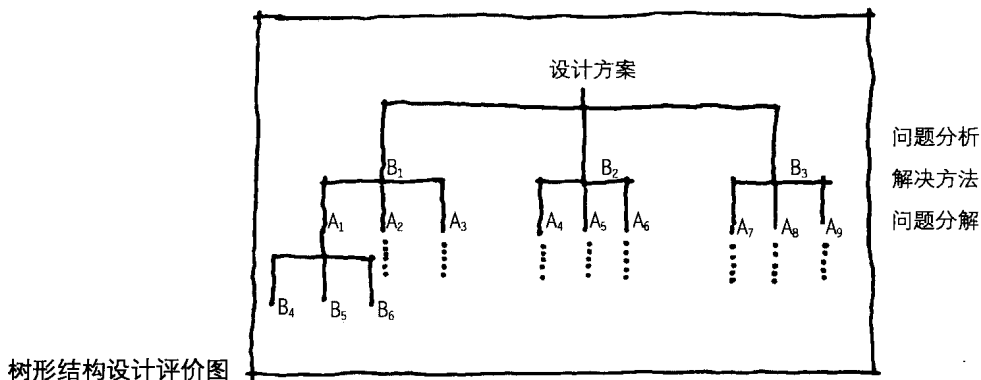 设计方案
问题分析
B₁ B₂ B₃
解决方法
A₁ A₂ A₃ A₄ A₅ A₆ A₇ A₈ A₉
问题分解
B₄ B₅ B₆
树形结构设计评价图